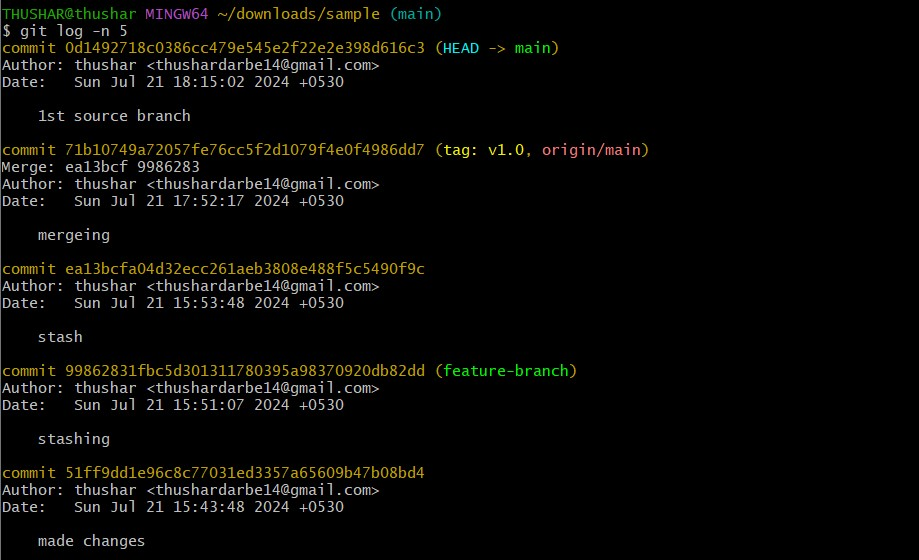 THUSHAR@thushar MINGW64 ~/downloads/sample (main)
$ git log -n 5
commit 0d1492718c0386cc479e545e2f22e2e398d616c3 (HEAD -> main)
Author: thushar <thushardarbe14@gmail.com>
Date:   Sun Jul 21 18:15:02 2024 +0530

    1st source branch

commit 71b10749a72057fe76cc5f2d1079f4e0f4986dd7 (tag: v1.0, origin/main)
Merge: ea13bcf 9986283
Author: thushar <thushardarbe14@gmail.com>
Date:   Sun Jul 21 17:52:17 2024 +0530

    mergeing

commit ea13bcfa04d32ecc261aeb3808e488f5c5490f9c
Author: thushar <thushardarbe14@gmail.com>
Date:   Sun Jul 21 15:53:48 2024 +0530

    stash

commit 99862831fbc5d301311780395a98370920db82dd (feature-branch)
Author: thushar <thushardarbe14@gmail.com>
Date:   Sun Jul 21 15:51:07 2024 +0530

    stashing

commit 51ff9dd1e96c8c77031ed3357a65609b47b08bd4
Author: thushar <thushardarbe14@gmail.com>
Date:   Sun Jul 21 15:43:48 2024 +0530

    made changes